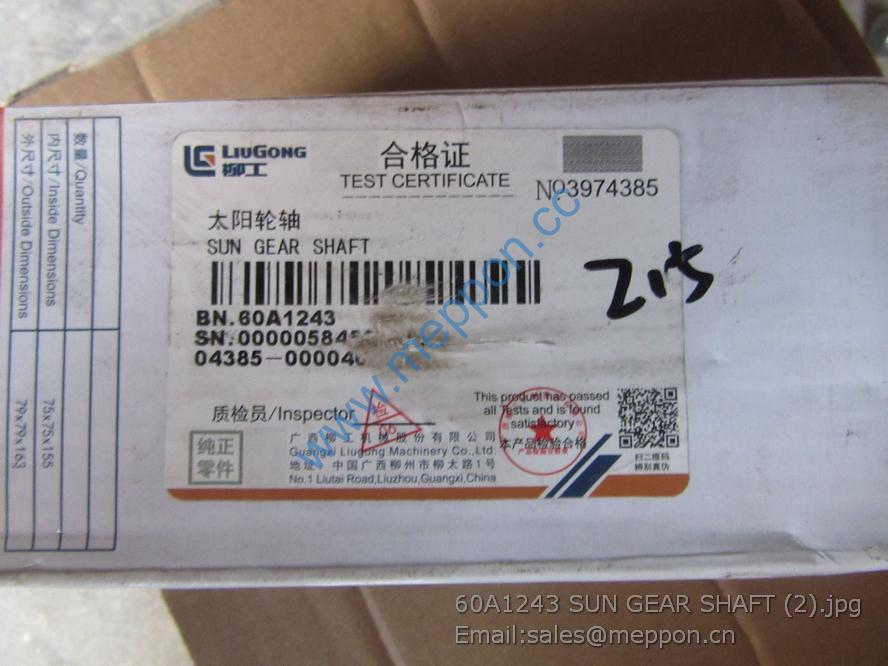 数量/Quantity
内尺寸/Inside Dimensions
75x75x155
外尺寸/Outside Dimensions
79x79x163
LIUGONG
柳工
合格证
TEST CERTIFICATE
№3974385
太阳轮轴
SUN GEAR SHAFT
215
BN.60A1243
SN.000005845
04385-00004
质检员/Inspector
检
06
This product has passed
all Tests and is found
satisfactory
本产品检验合格
纯正
零件
广西柳工机械股份有限公司
Guangxi Liugong Machinery Co.,Ltd.
地址：中国广西柳州市柳太路1号
No.1 Liutai Road,Liuzhou,Guangxi,China
扫二维码
辨别真伪
www.meppon.cc
60A1243 SUN GEAR SHAFT (2).jpg
Email:sales@meppon.cn